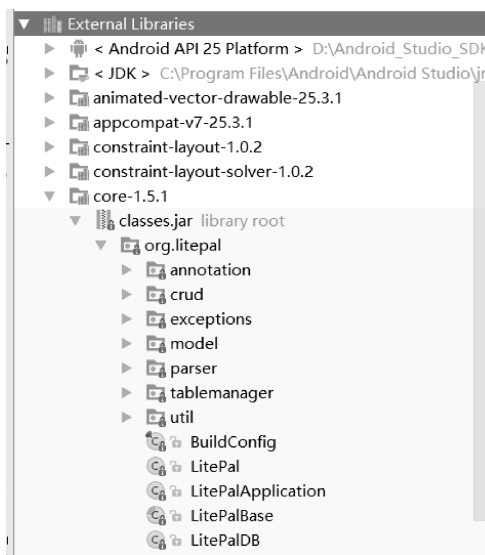 External Libraries
< Android API 25 Platform > D:\Android_Studio_SDK
< JDK > C:\Program Files\Android\Android Studio\jr
animated-vector-drawable-25.3.1
appcompat-v7-25.3.1
constraint-layout-1.0.2
constraint-layout-solver-1.0.2
core-1.5.1
classes.jar library root
org.litepal
annotation
crud
exceptions
model
parser
tablemanager
util
BuildConfig
LitePal
LitePalApplication
LitePalBase
LitePalDB